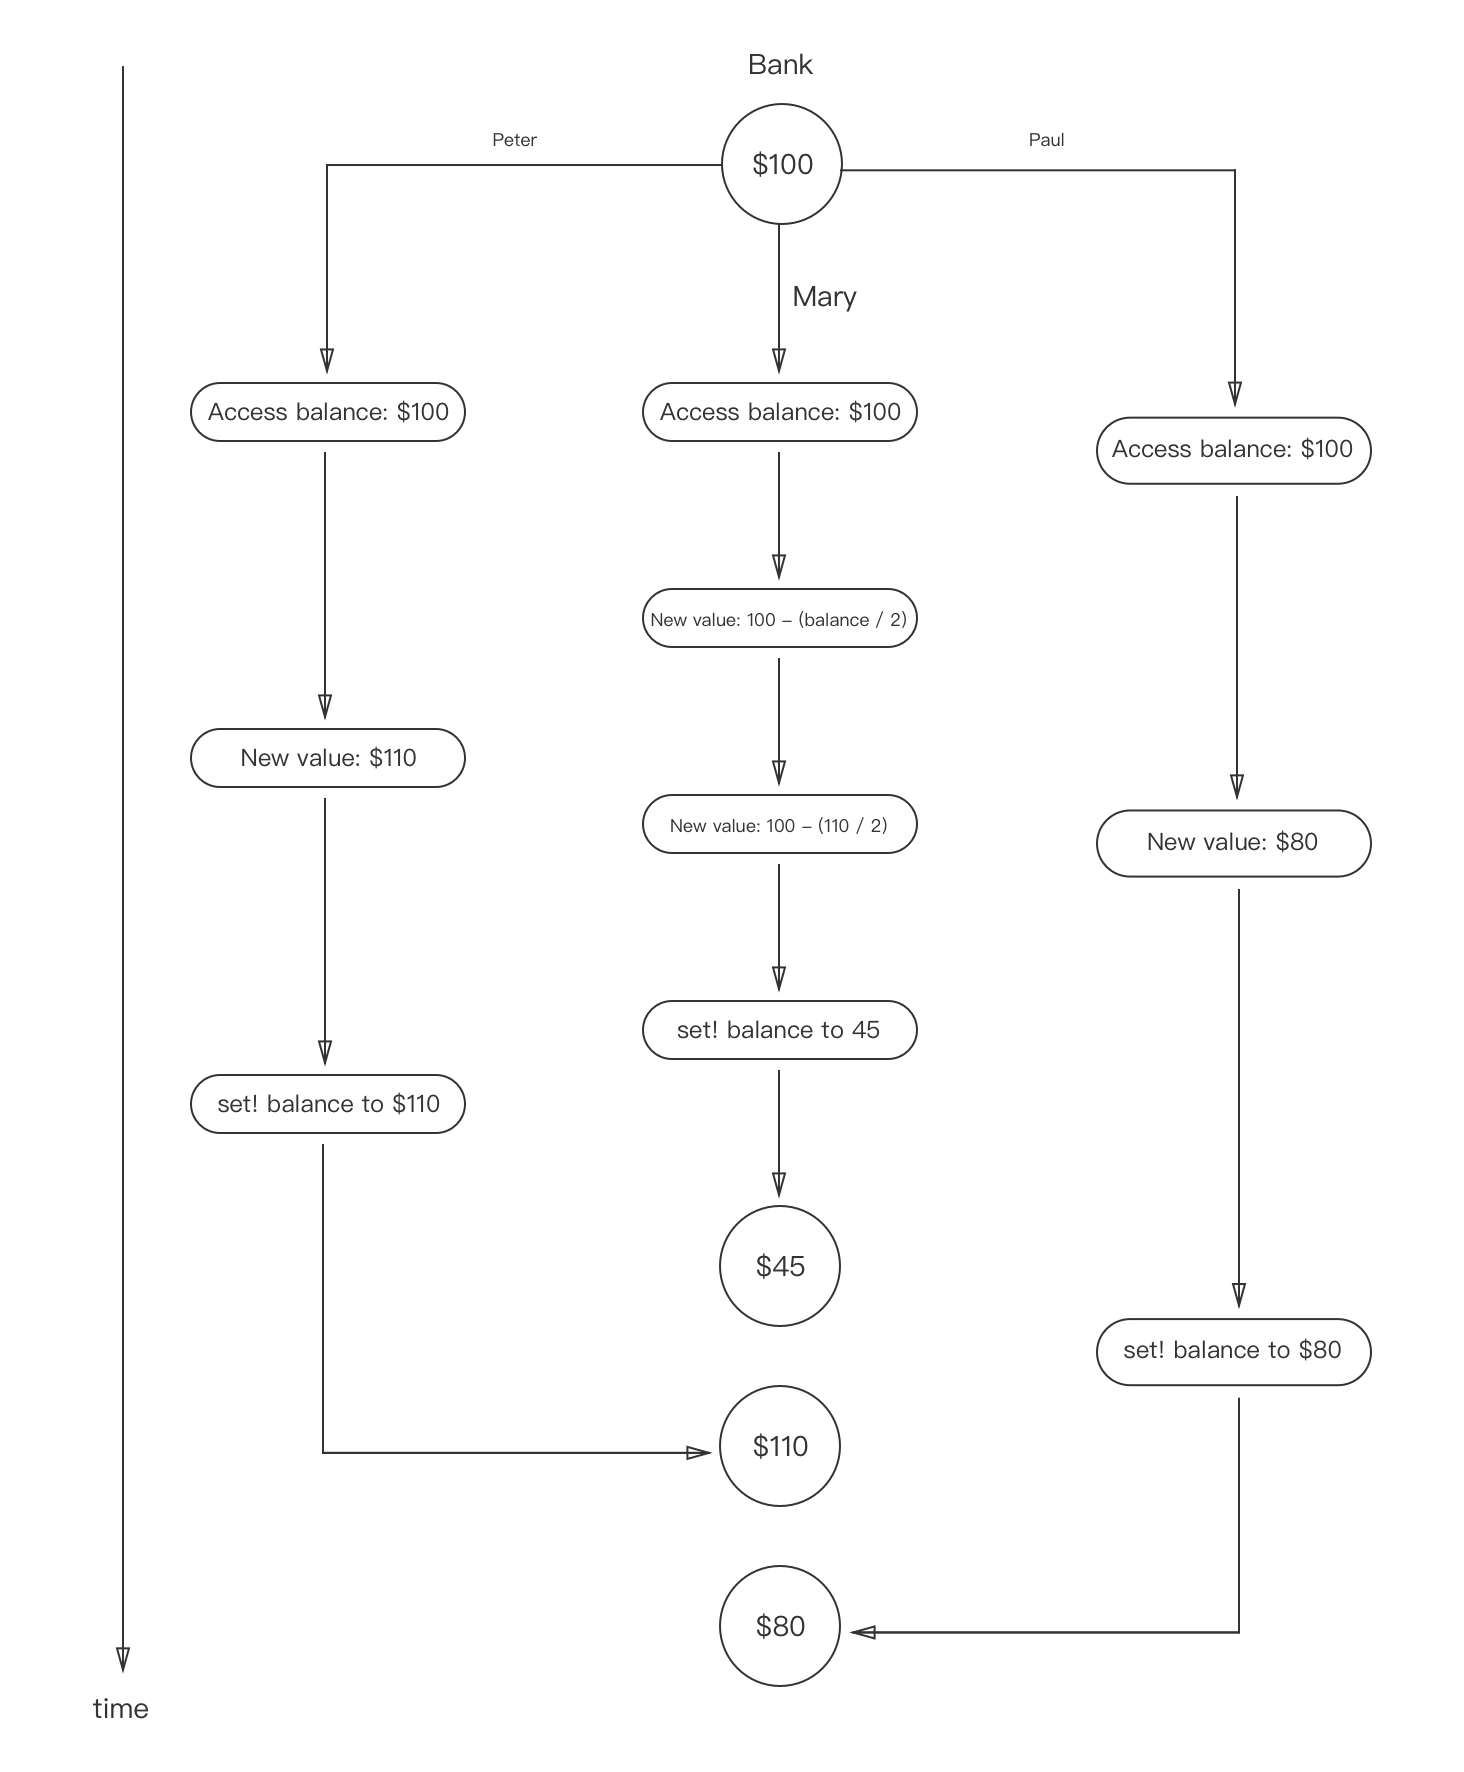 Bank
Peter
$100
Paul
Mary
Access balance: $100
Access balance: $100
Access balance: $100
New value: 100 – (balance / 2)
New value: $110
New value: 100 – (110 / 2)
New value: $80
set! balance to 45
set! balance to $110
$45
set! balance to $80
$110
$80
time